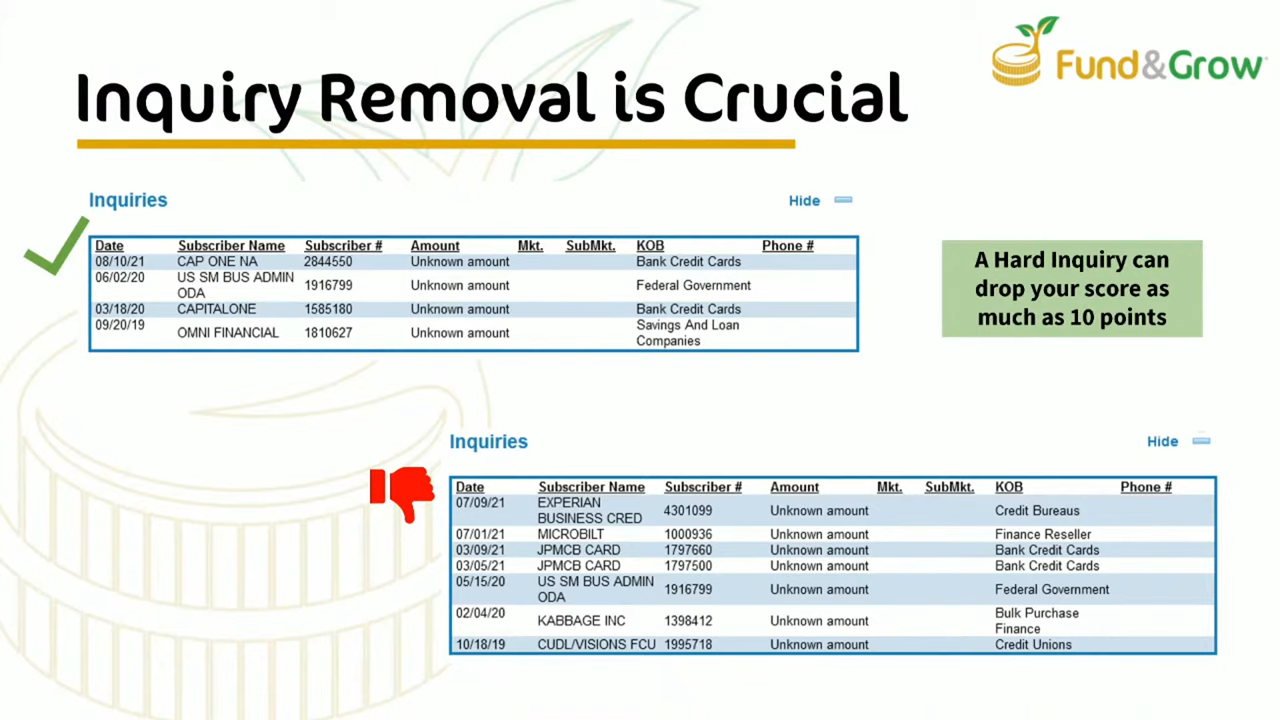 Fund&Grow
Inquiry Removal is Crucial
Inquiries Hide
Date Subscriber Name Subscriber # Amount Mkt. SubMkt. KOB Phone #
08/10/21 CAP ONE NA 2844550 Unknown amount Bank Credit Cards
06/02/20 US SM BUS ADMIN ODA 1916799 Unknown amount Federal Government
03/18/20 CAPITALONE 1585180 Unknown amount Bank Credit Cards
09/20/19 OMNI FINANCIAL 1810627 Unknown amount Savings And Loan Companies
A Hard Inquiry can
drop your score as
much as 10 points
Inquiries Hide
Date Subscriber Name Subscriber # Amount Mkt. SubMkt. KOB Phone #
07/09/21 EXPERIAN BUSINESS CRED 4301099 Unknown amount Credit Bureaus
07/01/21 MICROBILT 1000936 Unknown amount Finance Reseller
03/09/21 JPMCB CARD 1797660 Unknown amount Bank Credit Cards
03/05/21 JPMCB CARD 1797500 Unknown amount Bank Credit Cards
05/15/20 US SM BUS ADMIN ODA 1916799 Unknown amount Federal Government
02/04/20 KABBAGE INC 1398412 Unknown amount Bulk Purchase Finance
10/18/19 CUDL/VISIONS FCU 1995718 Unknown amount Credit Unions